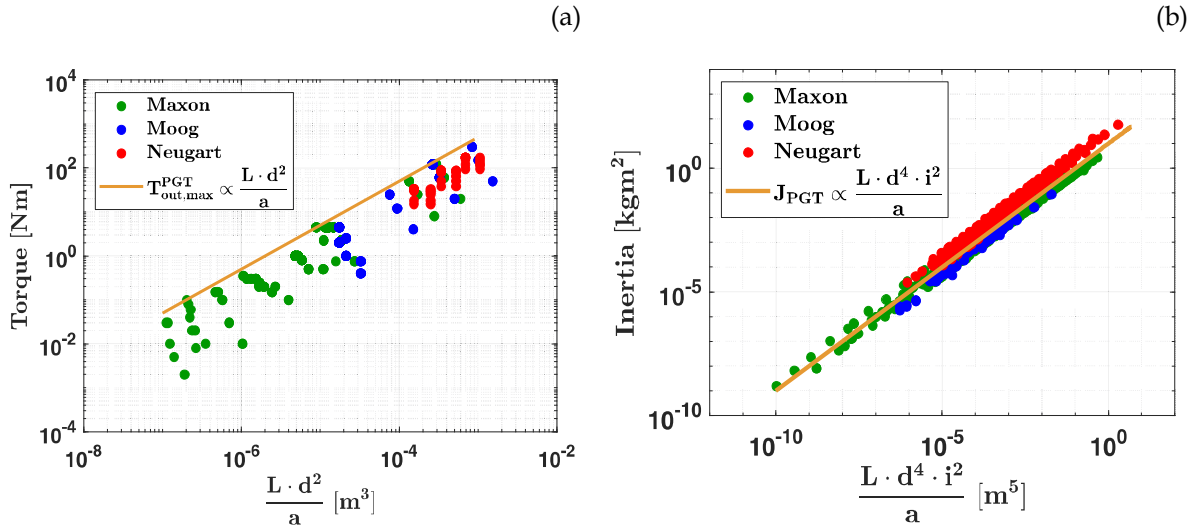 (a)
(b)
10^4
10^2
10^0
10^-2
10^-4
Torque [Nm]
Maxon
Moog
Neugart
T^PGT_out,max ∝ L · d^2 / a
10^-8
10^-6
10^-4
10^-2
L · d^2 / a [m^3]
10^0
10^-5
10^-10
Inertia [kgm^2]
Maxon
Moog
Neugart
J_PGT ∝ L · d^4 · i^2 / a
10^-10
10^-5
10^0
L · d^4 · i^2 / a [m^5]